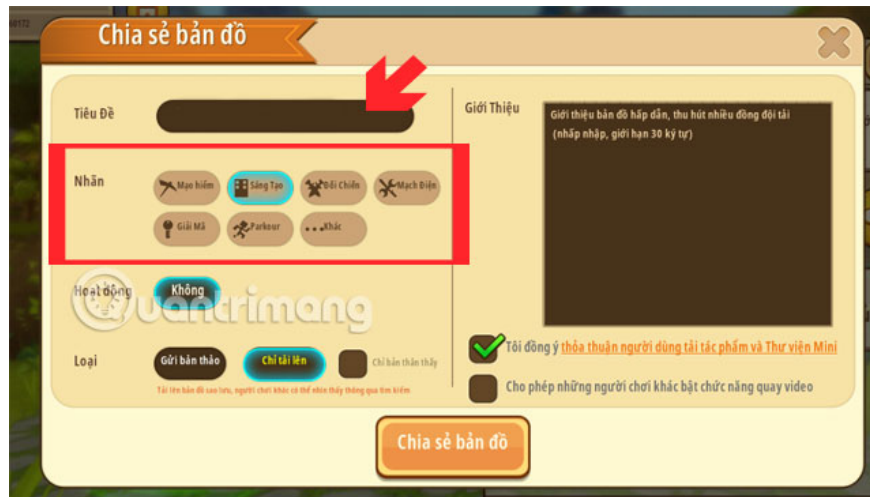 60172
Chia sẻ bản đồ
Tiêu Đề
Giới Thiệu
Giới thiệu bản đồ hấp dẫn, thu hút nhiều đồng đội tải
(nhấp nhập, giới hạn 30 ký tự)
Nhãn
Mạo hiểm
Sáng Tạo
Đối Chiến
Mạch Điện
Giải Mã
Parkour
...Khác
Hoạt động
Không
Quantrimang
Loại
Gửi bản thảo
Chỉ tải lên
Chỉ bản thân thấy
Tải lên bản đồ sao lưu, người chơi khác có thể nhìn thấy thông qua tìm kiếm
Tôi đồng ý thỏa thuận người dùng tải tác phẩm và Thư viện Mini
Cho phép những người chơi khác bật chức năng quay video
Chia sẻ bản đồ